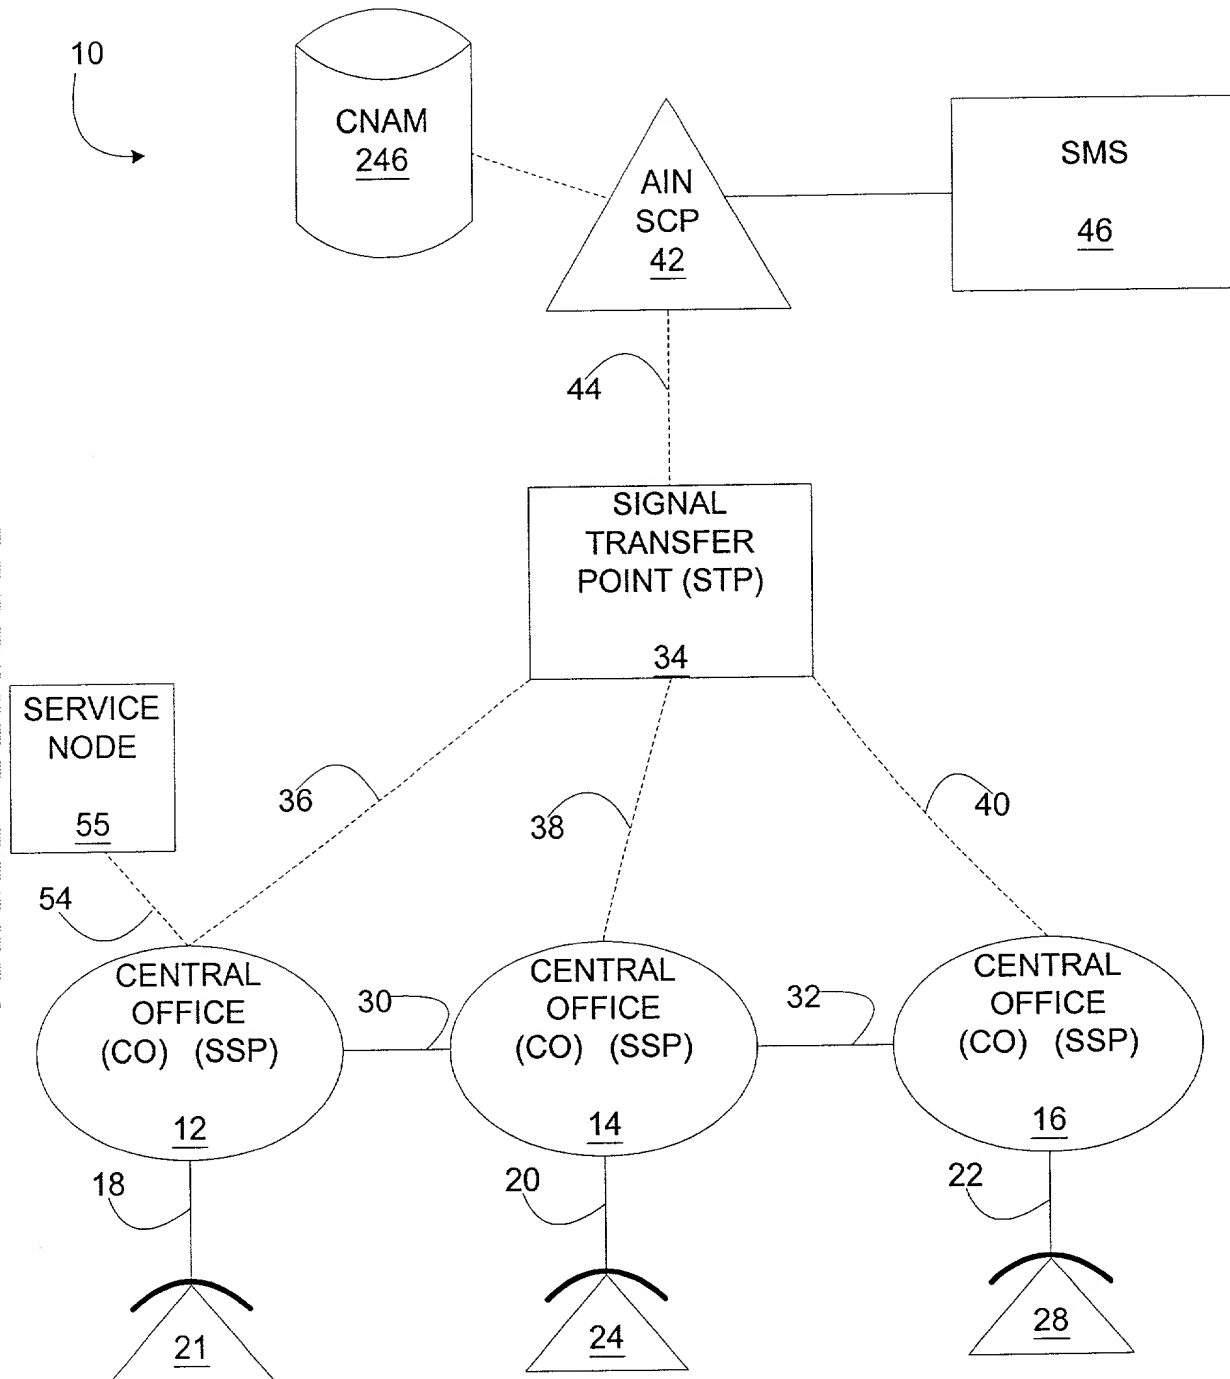 10
CNAM
246
AIN
SCP
42
SMS
46
44
SIGNAL
TRANSFER
POINT (STP)
34
SERVICE
NODE
55
36
38
40
54
CENTRAL
OFFICE
(CO) (SSP)
12
30
CENTRAL
OFFICE
(CO) (SSP)
14
32
CENTRAL
OFFICE
(CO) (SSP)
16
18
20
22
21
24
28